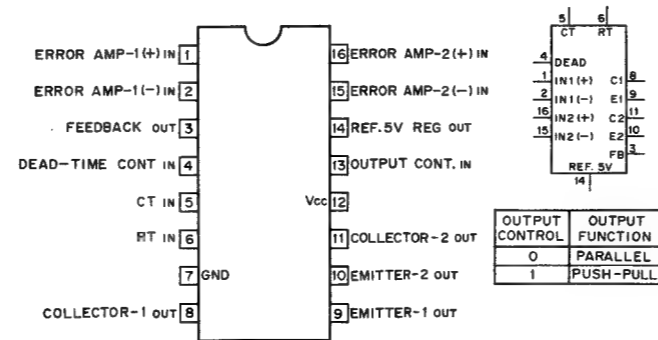 ERROR AMP-1(+) IN 1
ERROR AMP-1(-) IN 2
FEEDBACK OUT 3
DEAD-TIME CONT IN 4
CT IN 5
RT IN 6
7 GND
COLLECTOR-1 OUT 8
16 ERROR AMP-2(+) IN
15 ERROR AMP-2(-) IN
14 REF.5V REG OUT
13 OUTPUT CONT. IN
Vcc 12
11 COLLECTOR-2 OUT
10 EMITTER-2 OUT
9 EMITTER-1 OUT
5 6
CT RT
4 DEAD
1 IN1(+) C1 8
2 IN1(-) E1 9
16 IN2(+) C2 11
15 IN2(-) E2 10
FB 3
REF. 5V
14
OUTPUT CONTROL OUTPUT FUNCTION
0 PARALLEL
1 PUSH-PULL